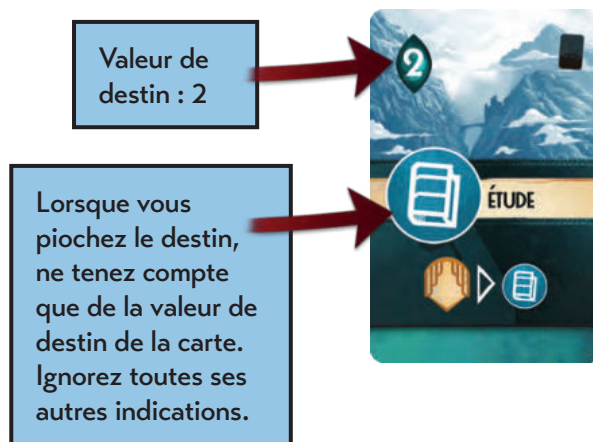 Valeur de
destin : 2
2
ÉTUDE
Lorsque vous
piochez le destin,
ne tenez compte
que de la valeur de
destin de la carte.
Ignorez toutes ses
autres indications.